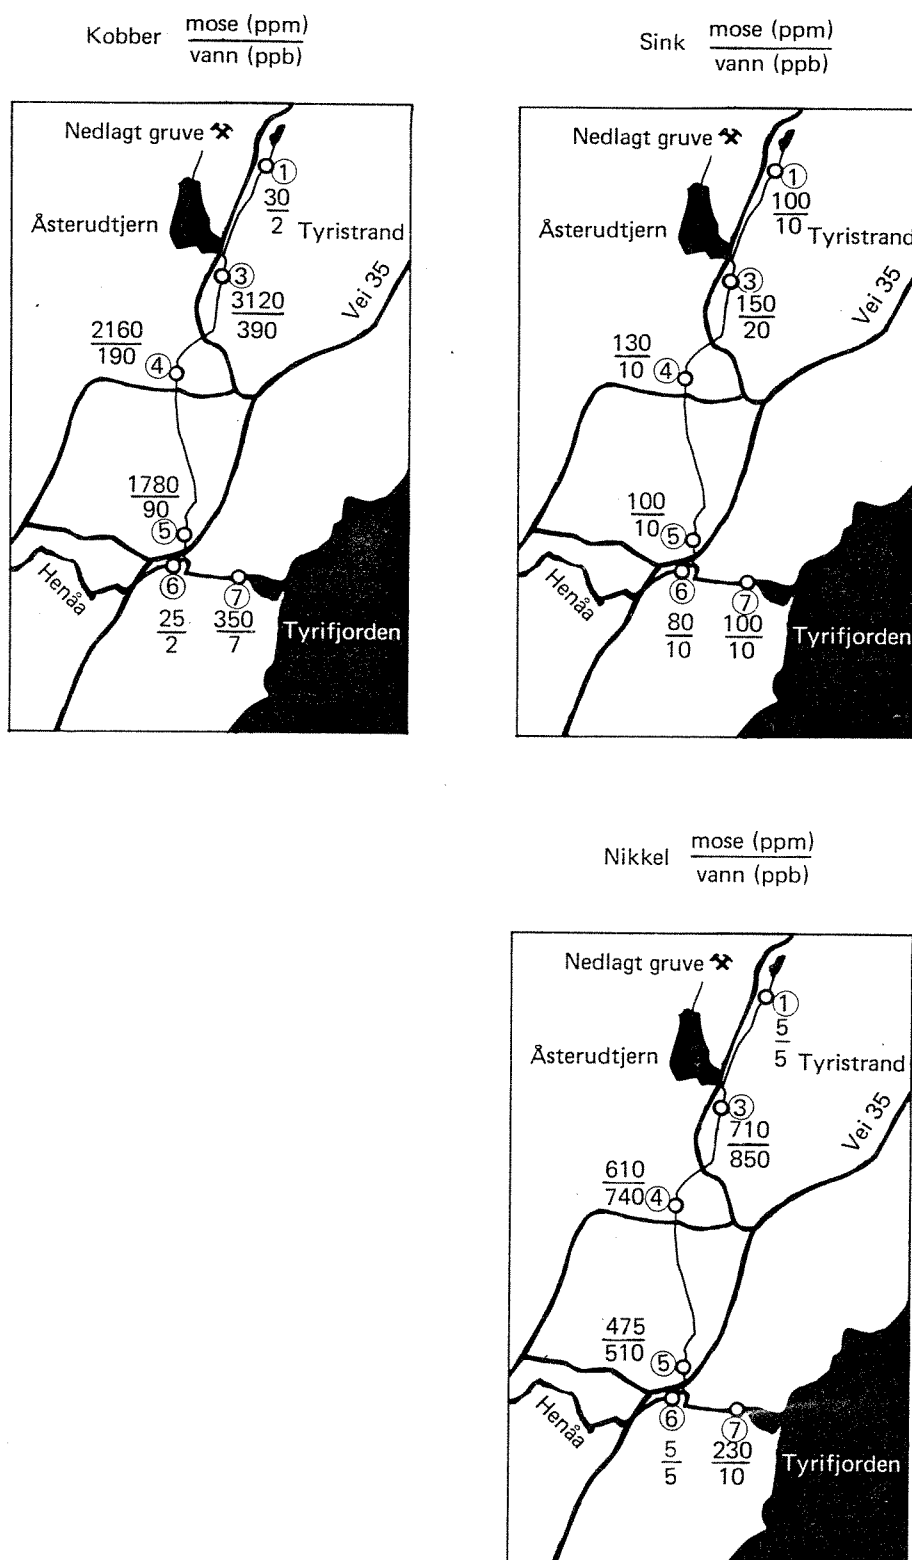 Kobber mose (ppm)
vann (ppb)
Nedlagt gruve
①
30
2
Åsterudtjern
Tyristrand
③
3120
390
Vei 35
2160
190
④
1780
90
⑤
Henåa
⑥
⑦
25
2
350
7
Tyrifjorden
Sink mose (ppm)
vann (ppb)
Nedlagt gruve
①
100
10
Åsterudtjern
Tyristrand
③
150
20
Vei 35
130
10
④
100
10
⑤
Henåa
⑥
⑦
80
10
100
10
Tyrifjorden
Nikkel mose (ppm)
vann (ppb)
Nedlagt gruve
①
5
5
Åsterudtjern
Tyristrand
③
710
850
Vei 35
610
740
④
475
510
⑤
Henåa
⑥
⑦
5
5
230
10
Tyrifjorden